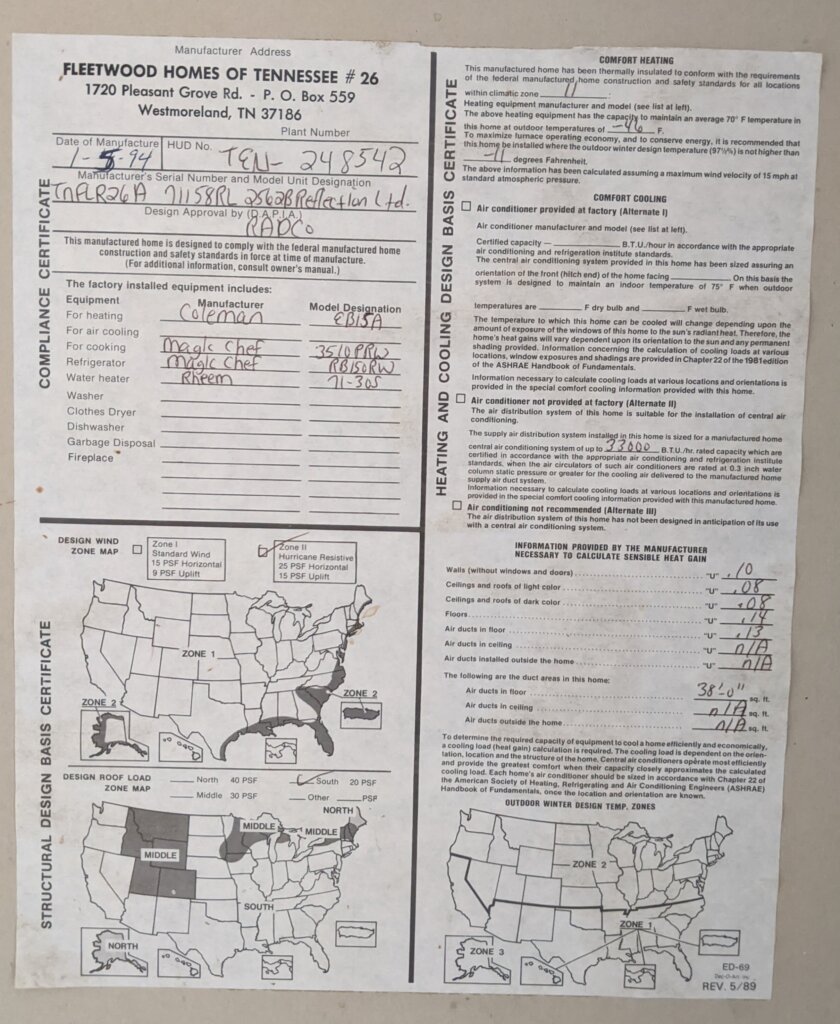 Manufacturer Address
FLEETWOOD HOMES OF TENNESSEE # 26
1720 Pleasant Grove Rd. - P. O. Box 559
Westmoreland, TN 37186
Plant Number
Date of Manufacture
HUD No.
1-5-94
TEN- 248542
Manufacturer's Serial Number and Model Unit Designation
TNFLR26A 71158RL 2562B Reflection Ltd.
Design Approval by (D.A.P.I.A.)
RADCO
This manufactured home is designed to comply with the federal manufactured home
construction and safety standards in force at time of manufacture.
(For additional information, consult owner's manual.)
COMPLIANCE CERTIFICATE
The factory installed equipment includes:
Equipment Manufacturer Model Designation
For heating Coleman EB15A
For air cooling
For cooking Magic Chef 3510PRW
Refrigerator Magic Chef RB150RW
Water heater Rheem 71-30S
Washer
Clothes Dryer
Dishwasher
Garbage Disposal
Fireplace
STRUCTURAL DESIGN BASIS CERTIFICATE
DESIGN WIND
ZONE MAP
Zone I
Standard Wind
15 PSF Horizontal
9 PSF Uplift
Zone II
Hurricane Resistive
25 PSF Horizontal
15 PSF Uplift
ZONE 1
ZONE 2
ZONE 2
DESIGN ROOF LOAD
ZONE MAP
North 40 PSF
South 20 PSF
Middle 30 PSF
Other PSF
NORTH
MIDDLE
MIDDLE
MIDDLE
SOUTH
NORTH
HEATING AND COOLING DESIGN BASIS CERTIFICATE
COMFORT HEATING
This manufactured home has been thermally insulated to conform with the requirements
of the federal manufactured home construction and safety standards for all locations
within climatic zone 11
Heating equipment manufacturer and model (see list at left).
The above heating equipment has the capacity to maintain an average 70° F temperature in
this home at outdoor temperatures of -46 F.
To maximize furnace operating economy, and to conserve energy, it is recommended that
this home be installed where the outdoor winter design temperature (97½%) is not higher than
-11 degrees Fahrenheit.
The above information has been calculated assuming a maximum wind velocity of 15 mph at
standard atmospheric pressure.
COMFORT COOLING
Air conditioner provided at factory (Alternate I)
Air conditioner manufacturer and model (see list at left).
Certified capacity — B.T.U./hour in accordance with the appropriate
air conditioning and refrigeration institute standards.
The central air conditioning system provided in this home has been sized assuring an
orientation of the front (hitch end) of the home facing On this basis the
system is designed to maintain an indoor temperature of 75° F when outdoor
temperatures are F dry bulb and F wet bulb.
The temperature to which this home can be cooled will change depending upon the
amount of exposure of the windows of this home to the sun's radiant heat. Therefore, the
home's heat gains will vary dependent upon its orientation to the sun and any permanent
shading provided. Information concerning the calculation of cooling loads at various
locations, window exposures and shadings are provided in Chapter 22 of the 1981 edition
of the ASHRAE Handbook of Fundamentals.
Information necessary to calculate cooling loads at various locations and orientations is
provided in the special comfort cooling information provided with this home.
Air conditioner not provided at factory (Alternate II)
The air distribution system of this home is suitable for the installation of central air
conditioning.
The supply air distribution system installed in this home is sized for a manufactured home
central air conditioning system of up to 33000 B.T.U./hr. rated capacity which are
certified in accordance with the appropriate air conditioning and refrigeration institute
standards, when the air circulators of such air conditioners are rated at 0.3 inch water
column static pressure or greater for the cooling air delivered to the manufactured home
supply air duct system.
Information necessary to calculate cooling loads at various locations and orientations is
provided in the special comfort cooling information provided with this manufactured home.
Air conditioning not recommended (Alternate III)
The air distribution system of this home has not been designed in anticipation of its use
with a central air conditioning system.
INFORMATION PROVIDED BY THE MANUFACTURER
NECESSARY TO CALCULATE SENSIBLE HEAT GAIN
Walls (without windows and doors) "U" .10
Ceilings and roofs of light color "U" .08
Ceilings and roofs of dark color "U" .08
Floors "U" .14
Air ducts in floor "U" .13
Air ducts in ceiling "U" n/A
Air ducts installed outside the home "U" n/A
The following are the duct areas in this home:
Air ducts in floor 38'-0" sq. ft.
Air ducts in ceiling n/A sq. ft.
Air ducts outside the home n/A sq. ft.
To determine the required capacity of equipment to cool a home efficiently and economically,
a cooling load (heat gain) calculation is required. The cooling load is dependent on the orien-
tation, location and the structure of the home. Central air conditioners operate most efficiently
and provide the greatest comfort when their capacity closely approximates the calculated
cooling load. Each home's air conditioner should be sized in accordance with Chapter 22 of
the American Society of Heating, Refrigerating and Air Conditioning Engineers (ASHRAE)
Handbook of Fundamentals, once the location and orientation are known.
OUTDOOR WINTER DESIGN TEMP. ZONES
ZONE 2
ZONE 1
ZONE 3
ED-69
REV. 5/89